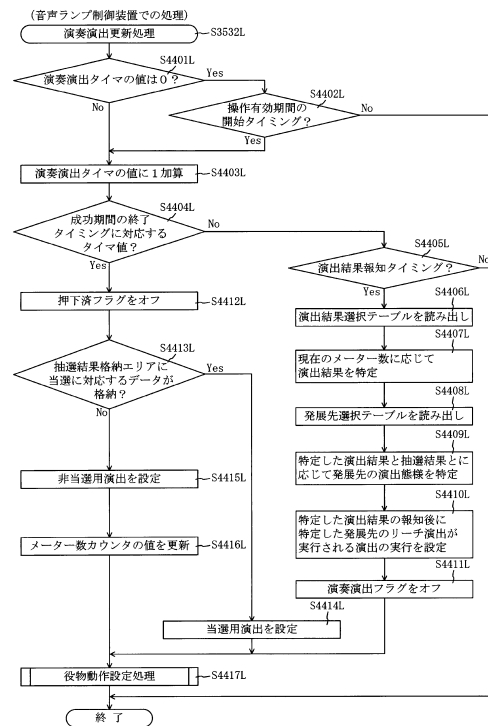 (音声ランプ制御装置での処理)
演奏演出更新処理
S3532L
S4401L
演奏演出タイマの値は0?
Yes
No
S4402L
操作有効期間の
開始タイミング?
No
Yes
演奏演出タイマの値に1加算
S4403L
S4404L
成功期間の終了
タイミングに対応する
タイマ値?
No
Yes
S4405L
演出結果報知タイミング?
No
Yes
押下済フラグをオフ
S4412L
S4406L
演出結果選択テーブルを読み出し
S4407L
現在のメーター数に応じて
演出結果を特定
S4413L
抽選結果格納エリアに
当選に対応するデータが
格納?
Yes
No
S4408L
発展先選択テーブルを読み出し
S4409L
特定した演出結果と抽選結果とに
応じて発展先の演出態様を特定
非当選用演出を設定
S4415L
S4410L
特定した演出結果の報知後に
特定した発展先のリーチ演出が
実行される演出の実行を設定
メーター数カウンタの値を更新
S4416L
S4411L
演奏演出フラグをオフ
S4414L
当選用演出を設定
役物動作設定処理
S4417L
終了